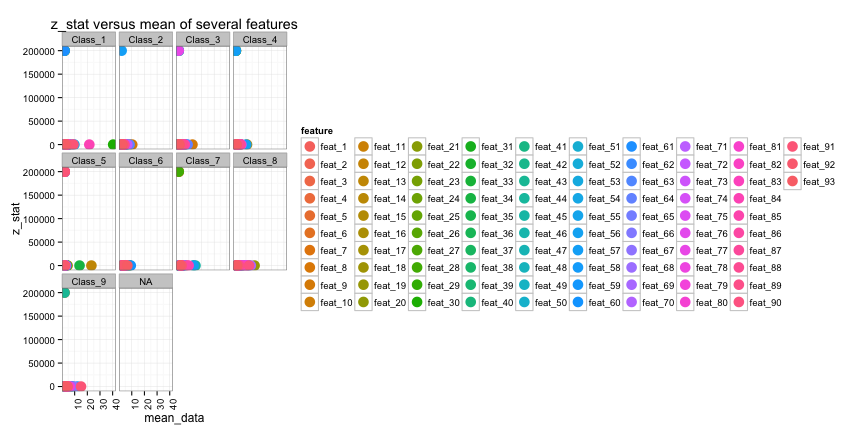 z_stat versus mean of several features
Class_1 Class_2 Class_3 Class_4
200000
150000
100000
50000
0
Class_5 Class_6 Class_7 Class_8
200000
150000
100000
50000
0
Class_9 NA
200000
150000
100000
50000
0
10 20 30 40 10 20 30 40
mean_data
z_stat
feature
feat_1 feat_11 feat_21 feat_31 feat_41 feat_51 feat_61 feat_71 feat_81 feat_91
feat_2 feat_12 feat_22 feat_32 feat_42 feat_52 feat_62 feat_72 feat_82 feat_92
feat_3 feat_13 feat_23 feat_33 feat_43 feat_53 feat_63 feat_73 feat_83 feat_93
feat_4 feat_14 feat_24 feat_34 feat_44 feat_54 feat_64 feat_74 feat_84
feat_5 feat_15 feat_25 feat_35 feat_45 feat_55 feat_65 feat_75 feat_85
feat_6 feat_16 feat_26 feat_36 feat_46 feat_56 feat_66 feat_76 feat_86
feat_7 feat_17 feat_27 feat_37 feat_47 feat_57 feat_67 feat_77 feat_87
feat_8 feat_18 feat_28 feat_38 feat_48 feat_58 feat_68 feat_78 feat_88
feat_9 feat_19 feat_29 feat_39 feat_49 feat_59 feat_69 feat_79 feat_89
feat_10 feat_20 feat_30 feat_40 feat_50 feat_60 feat_70 feat_80 feat_90